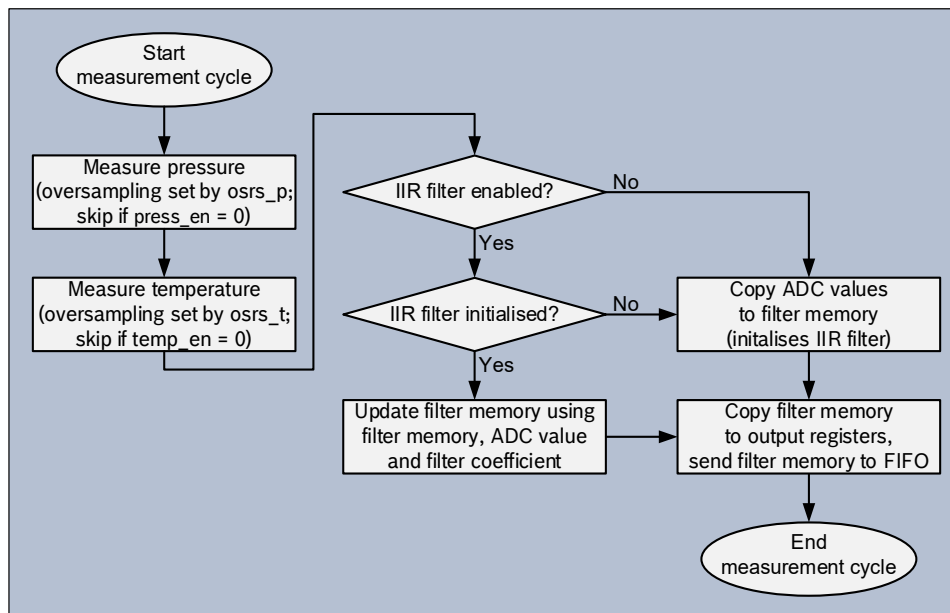 Start
measurement cycle
Measure pressure
(oversampling set by osrs_p;
skip if press_en = 0)
Measure temperature
(oversampling set by osrs_t;
skip if temp_en = 0)
IIR filter enabled?
No
Yes
IIR filter initialised?
No
Yes
Copy ADC values
to filter memory
(initalises IIR filter)
Update filter memory using
filter memory, ADC value
and filter coefficient
Copy filter memory
to output registers,
send filter memory to FIFO
End
measurement cycle